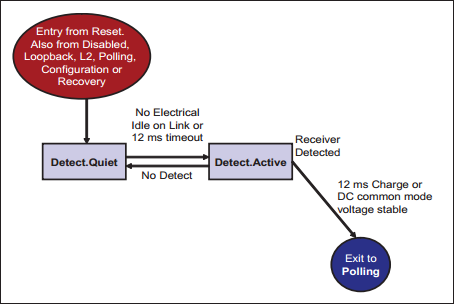 Entry from Reset.
Also from Disabled,
Loopback, L2, Polling,
Configuration or
Recovery
No Electrical
Idle on Link or
12 ms timeout
Detect.Quiet
Detect.Active
No Detect
Receiver
Detected
12 ms Charge or
DC common mode
voltage stable
Exit to
Polling